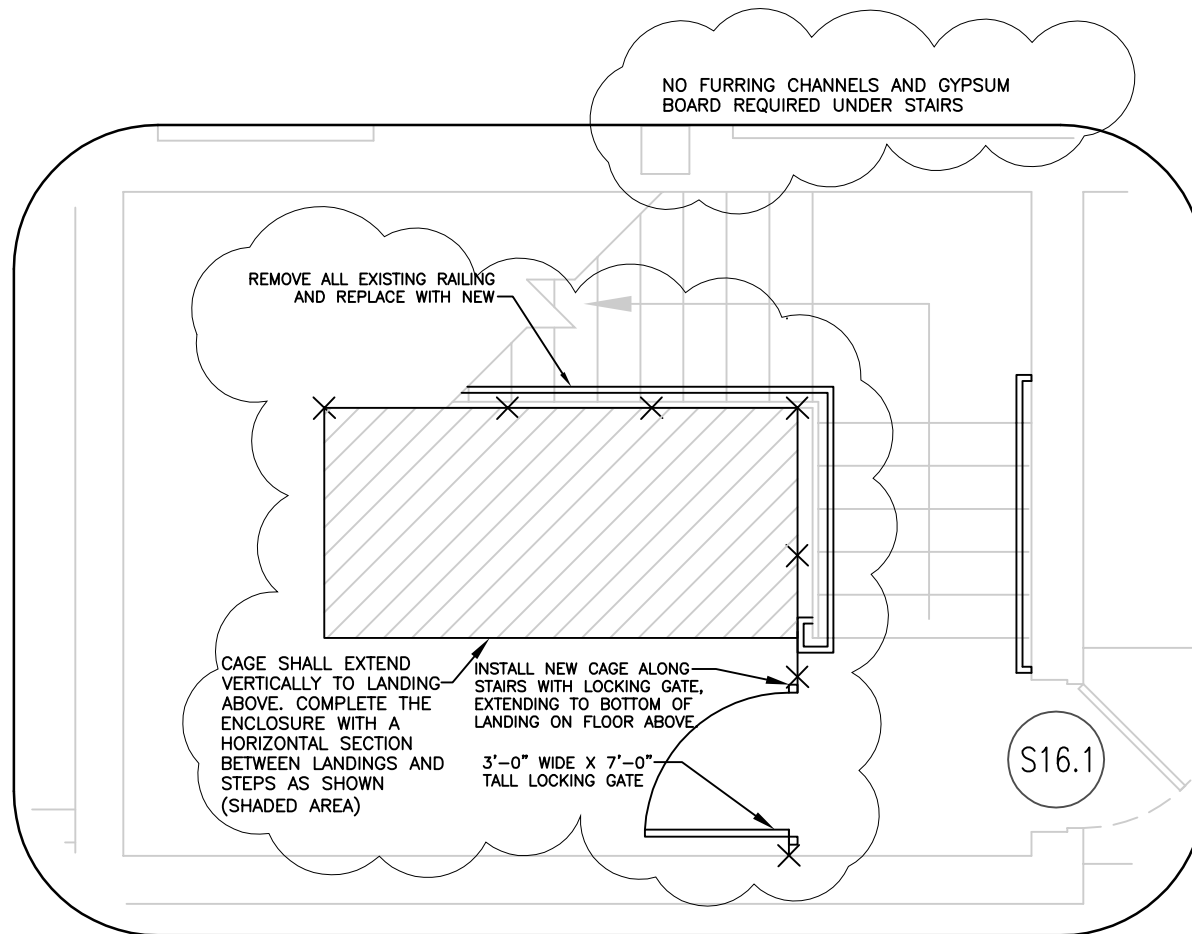 NO FURRING CHANNELS AND GYPSUM
BOARD REQUIRED UNDER STAIRS
REMOVE ALL EXISTING RAILING
AND REPLACE WITH NEW
CAGE SHALL EXTEND
VERTICALLY TO LANDING
ABOVE. COMPLETE THE
ENCLOSURE WITH A
HORIZONTAL SECTION
BETWEEN LANDINGS AND
STEPS AS SHOWN
(SHADED AREA)
INSTALL NEW CAGE ALONG
STAIRS WITH LOCKING GATE,
EXTENDING TO BOTTOM OF
LANDING ON FLOOR ABOVE
3'-0" WIDE X 7'-0"
TALL LOCKING GATE
S16.1